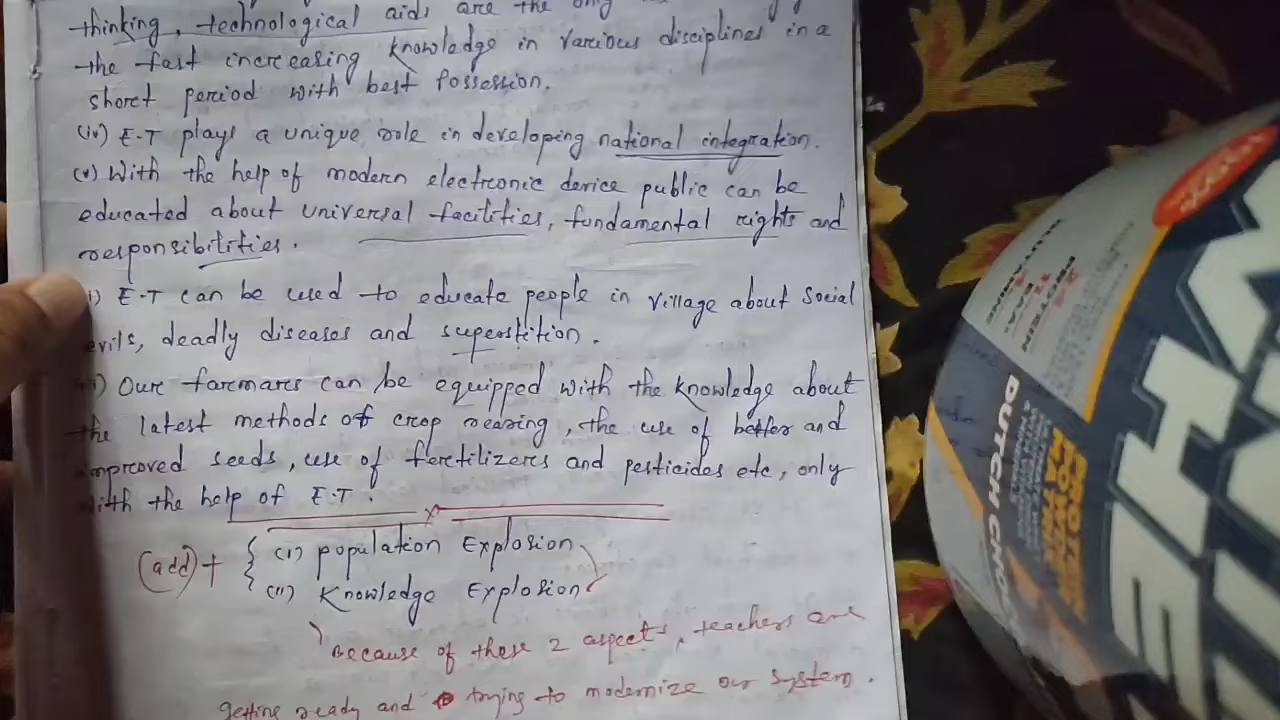 thinking, technological aids are the only
the fast increasing knowledge in various disciplines in a
short period with best Possession.
(iv) E.T plays a unique role in developing national integration.
(v) With the help of modern electronic device public can be
educated about universal facilities, fundamental rights and
responsibilities.
i) E.T can be used to educate people in village about social
evils, deadly diseases and superstition.
i) Our farmars can be equipped with the knowledge about
the latest methods of crop rearing, the use of better and
improved seeds, use of fertilizers and pesticides etc, only
with the help of E.T.
(add) + { (i) population Explosion
(ii) Knowledge Explosion
because of these 2 aspects, teachers are
getting ready and trying to modernize our system.
WHE
PROTEIN
DUTCH CHO